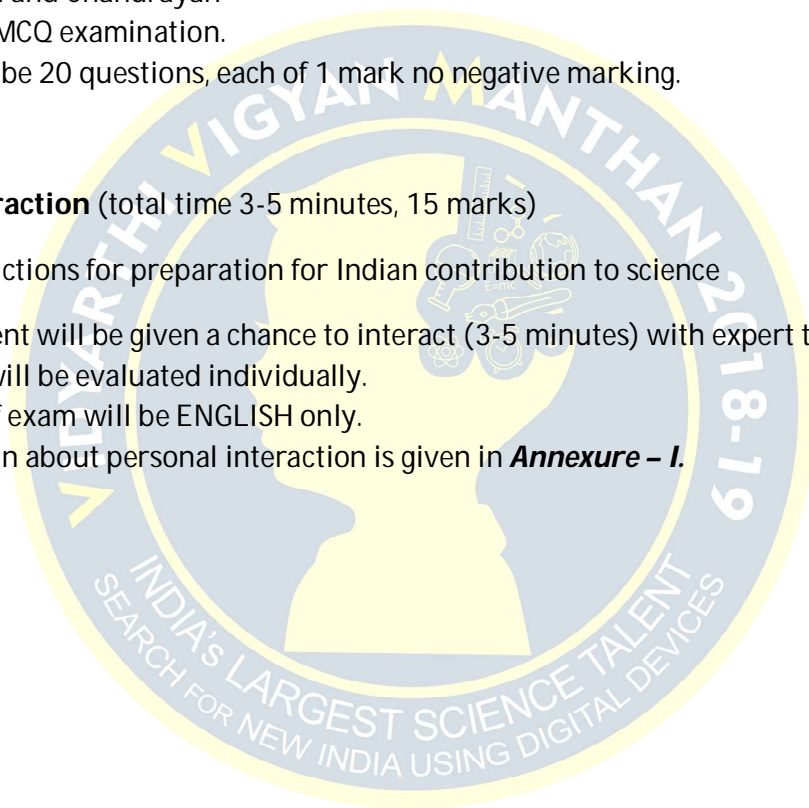 and Chandrayan
MCQ examination.
be 20 questions, each of 1 mark no negative marking.
raction (total time 3-5 minutes, 15 marks)
ctions for preparation for Indian contribution to science
ent will be given a chance to interact (3-5 minutes) with expert t
will be evaluated individually.
f exam will be ENGLISH only.
n about personal interaction is given in Annexure – I.
VIDYARTHI VIGYAN MANTHAN 2018-19
E=mc
INDIA'S LARGEST SCIENCE TALENT
SEARCH FOR NEW INDIA USING DIGITAL DEVICES